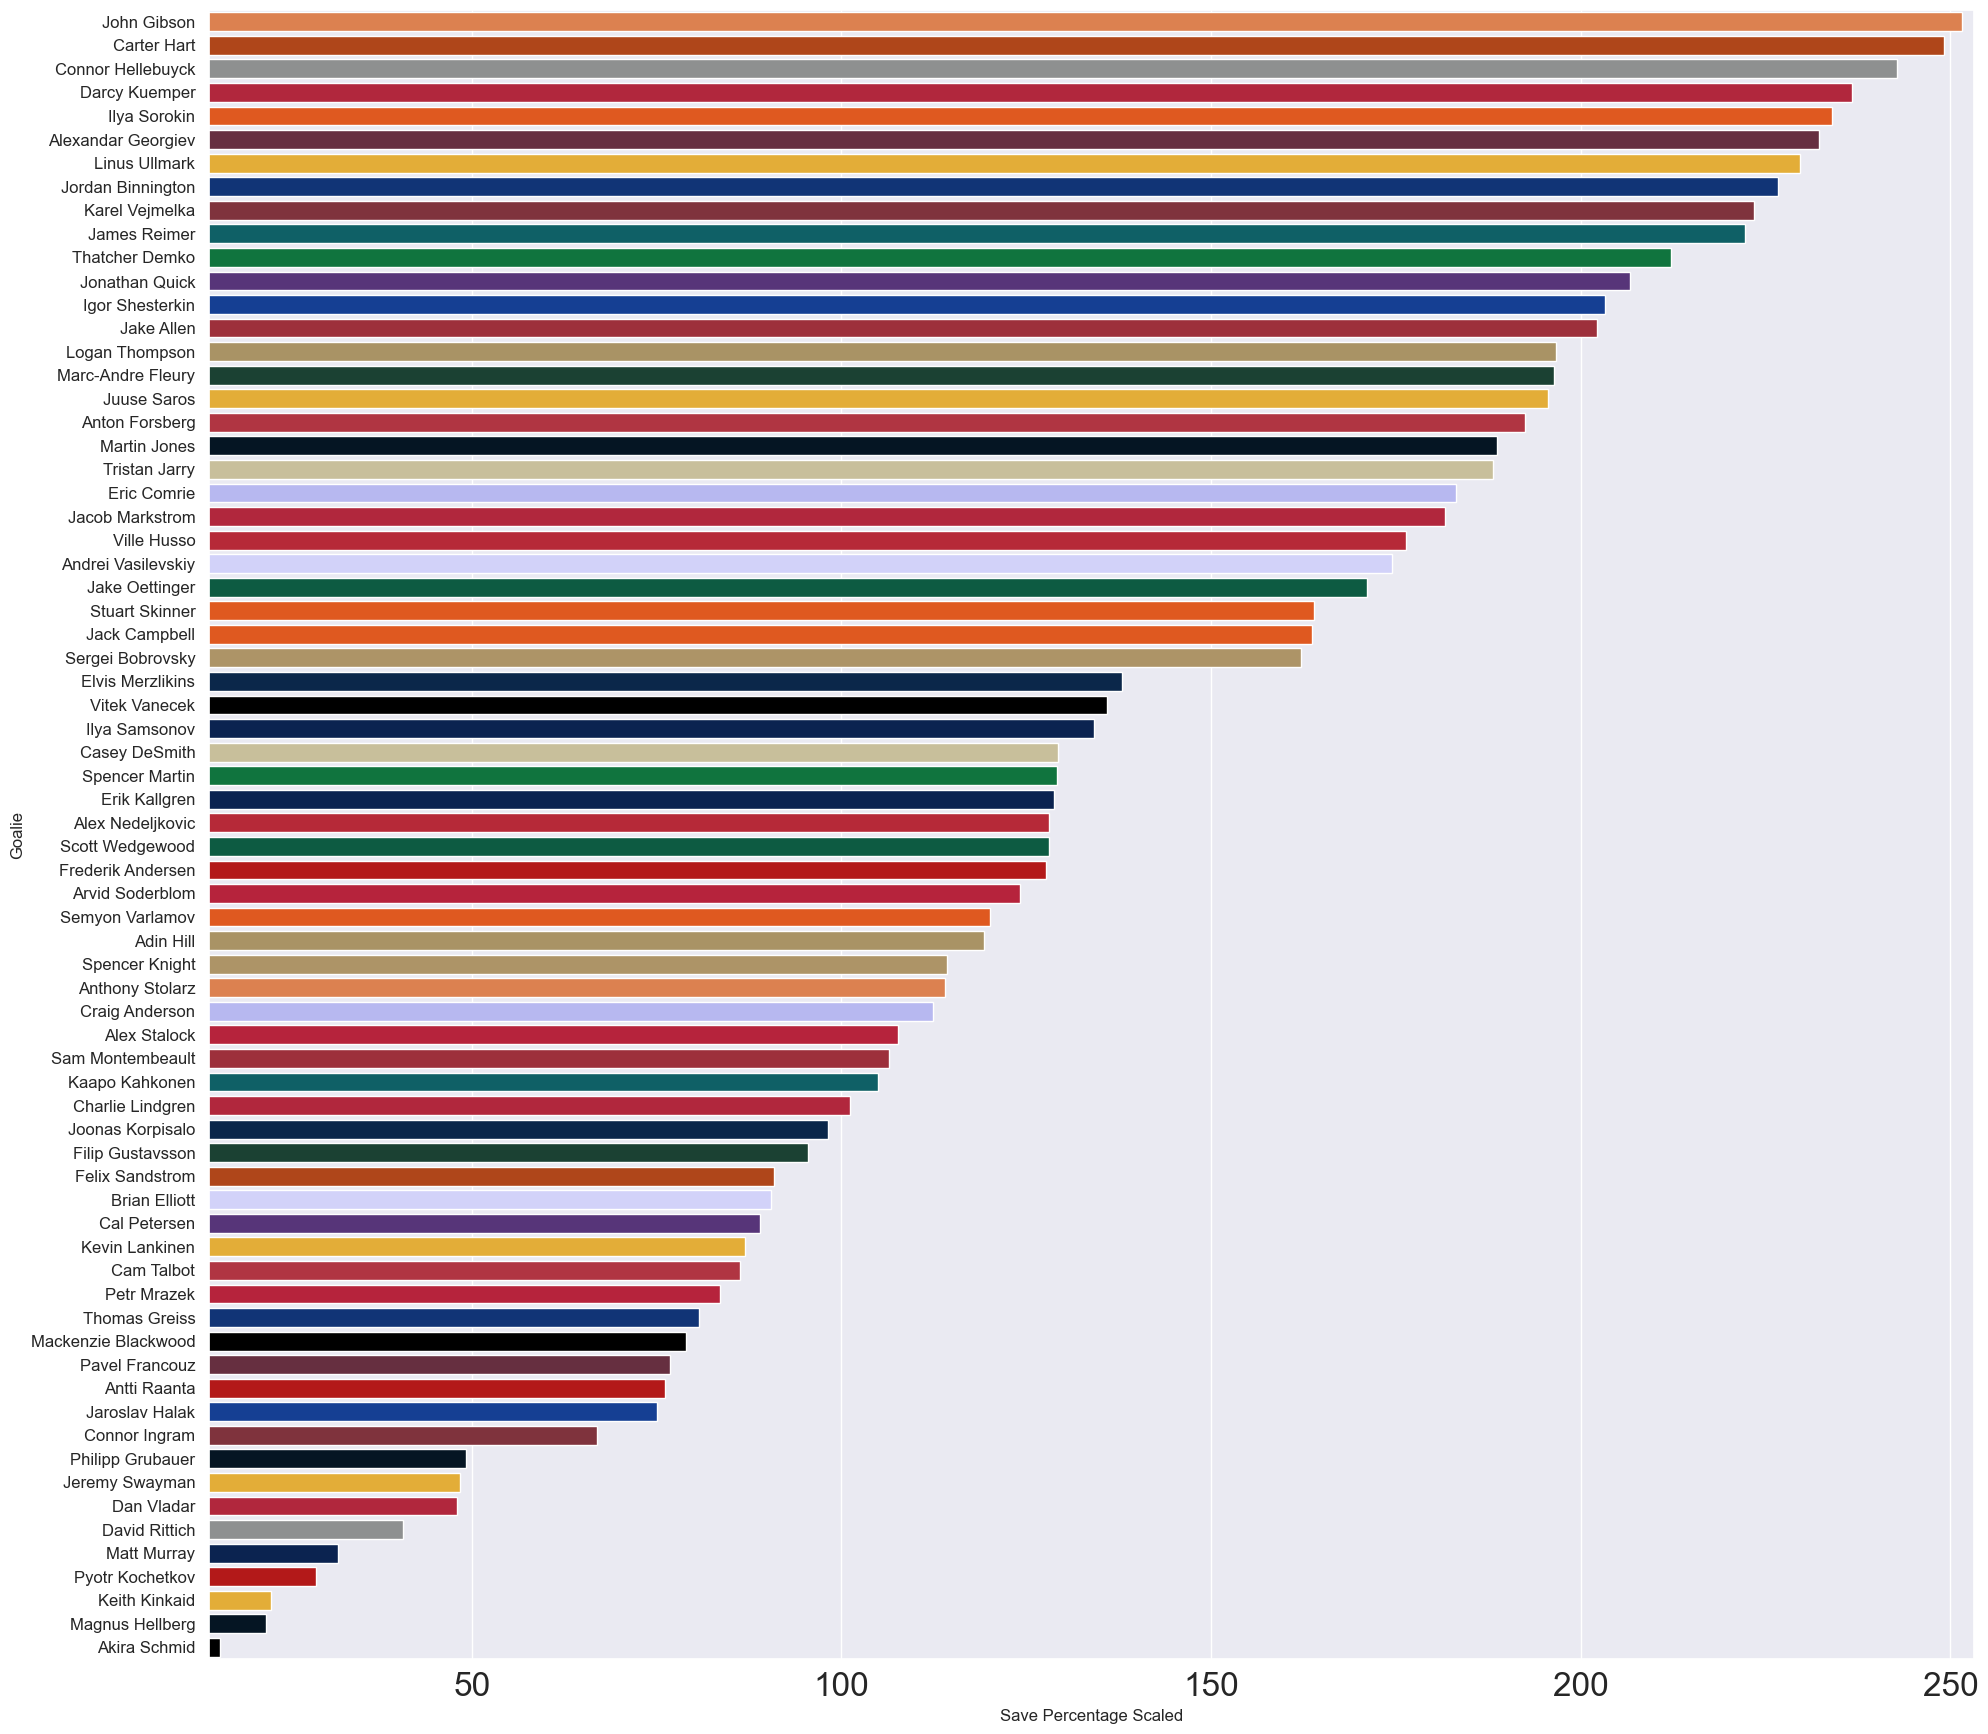 John Gibson
Carter Hart
Connor Hellebuyck
Darcy Kuemper
Ilya Sorokin
Alexandar Georgiev
Linus Ullmark
Jordan Binnington
Karel Vejmelka
James Reimer
Thatcher Demko
Jonathan Quick
Igor Shesterkin
Jake Allen
Logan Thompson
Marc-Andre Fleury
Juuse Saros
Anton Forsberg
Martin Jones
Tristan Jarry
Eric Comrie
Jacob Markstrom
Ville Husso
Andrei Vasilevskiy
Jake Oettinger
Stuart Skinner
Jack Campbell
Sergei Bobrovsky
Elvis Merzlikins
Vitek Vanecek
Ilya Samsonov
Casey DeSmith
Spencer Martin
Erik Kallgren
Alex Nedeljkovic
Scott Wedgewood
Frederik Andersen
Arvid Soderblom
Semyon Varlamov
Adin Hill
Spencer Knight
Anthony Stolarz
Craig Anderson
Alex Stalock
Sam Montembeault
Kaapo Kahkonen
Charlie Lindgren
Joonas Korpisalo
Filip Gustavsson
Felix Sandstrom
Brian Elliott
Cal Petersen
Kevin Lankinen
Cam Talbot
Petr Mrazek
Thomas Greiss
Mackenzie Blackwood
Pavel Francouz
Antti Raanta
Jaroslav Halak
Connor Ingram
Philipp Grubauer
Jeremy Swayman
Dan Vladar
David Rittich
Matt Murray
Pyotr Kochetkov
Keith Kinkaid
Magnus Hellberg
Akira Schmid
Goalie
50 100 150 200 250
Save Percentage Scaled